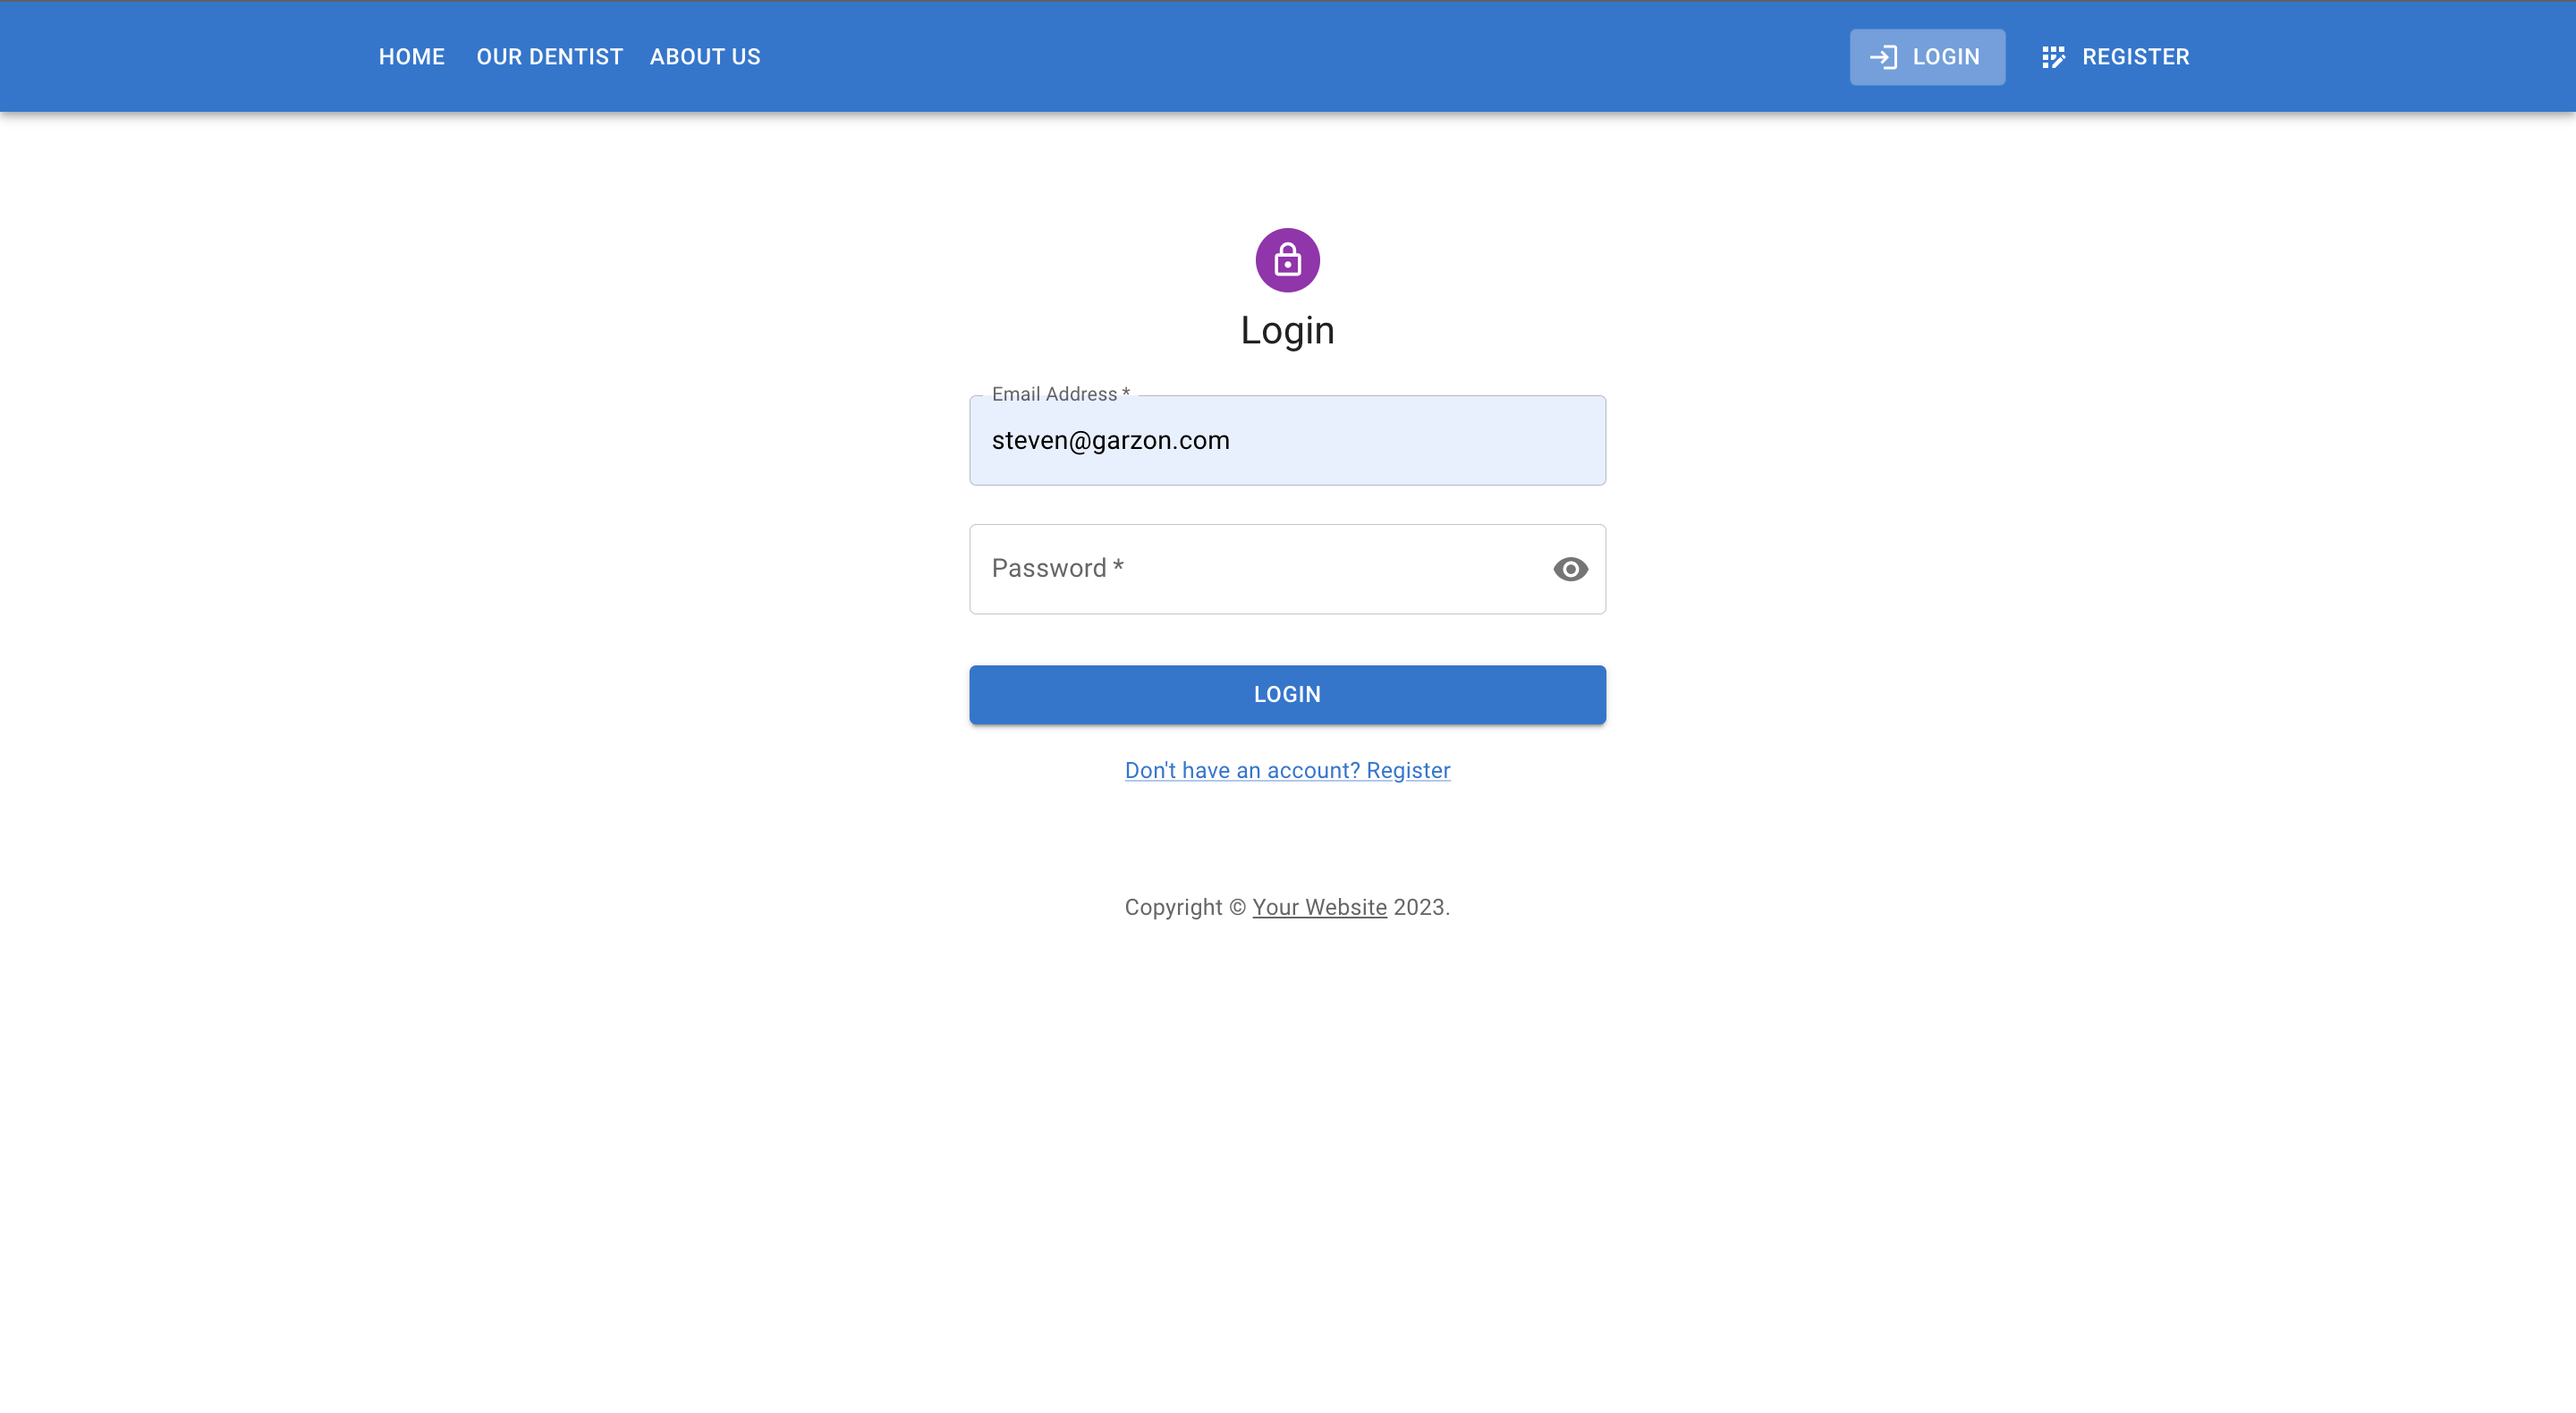 HOME OUR DENTIST ABOUT US LOGIN REGISTER
Login
Email Address *
steven@garzon.com
Password *
LOGIN
Don't have an account? Register
Copyright © Your Website 2023.